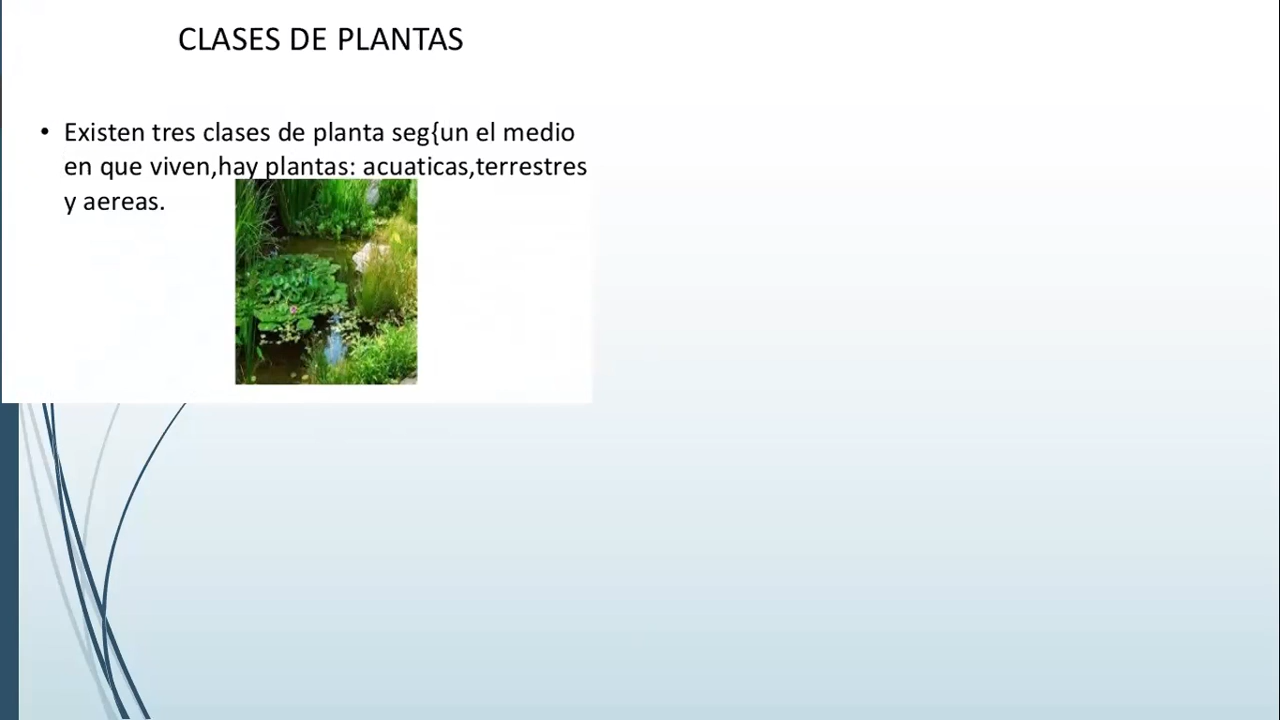 CLASES DE PLANTAS
• Existen tres clases de planta seg{un el medio
en que viven,hay plantas: acuaticas,terrestres
y aereas.